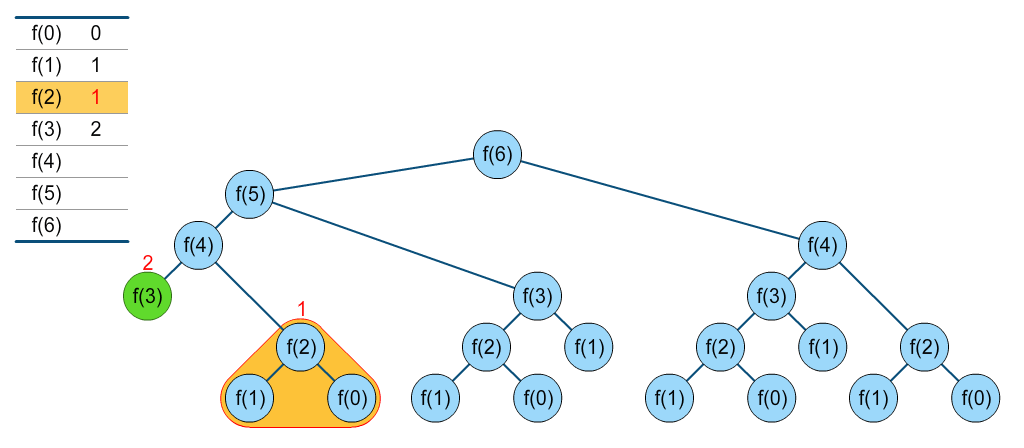 f(0) 0
f(1) 1
f(2) 1
f(3) 2
f(4)
f(5)
f(6)
f(6)
f(5)
f(4) f(4)
2
f(3) f(3) f(3)
1
f(2) f(2) f(1) f(2) f(1) f(2)
f(1) f(0) f(1) f(0) f(1) f(0) f(1) f(0)